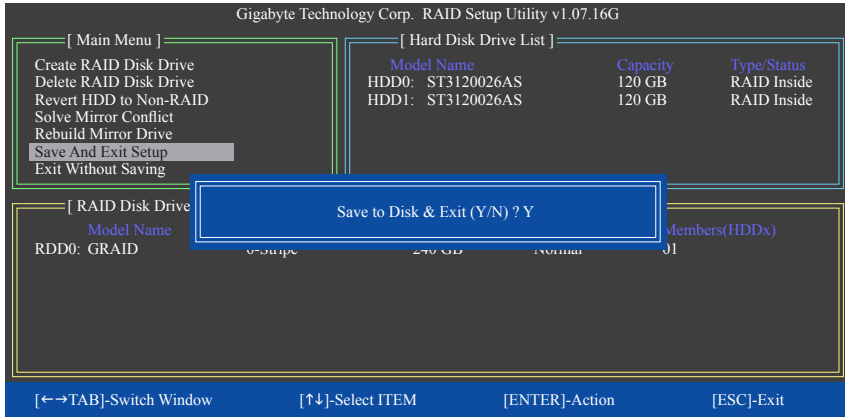 Gigabyte Technology Corp. RAID Setup Utility v1.07.16G
[ Main Menu ]
Create RAID Disk Drive
Delete RAID Disk Drive
Revert HDD to Non-RAID
Solve Mirror Conflict
Rebuild Mirror Drive
Save And Exit Setup
Exit Without Saving
[ Hard Disk Drive List ]
Model Name Capacity Type/Status
HDD0: ST3120026AS 120 GB RAID Inside
HDD1: ST3120026AS 120 GB RAID Inside
Save to Disk & Exit (Y/N) ? Y
[ RAID Disk Drive
Model Name Members(HDDx)
RDD0: GRAID 0-Stripe 240 GB Normal 01
[←→TAB]-Switch Window [↑↓]-Select ITEM [ENTER]-Action [ESC]-Exit